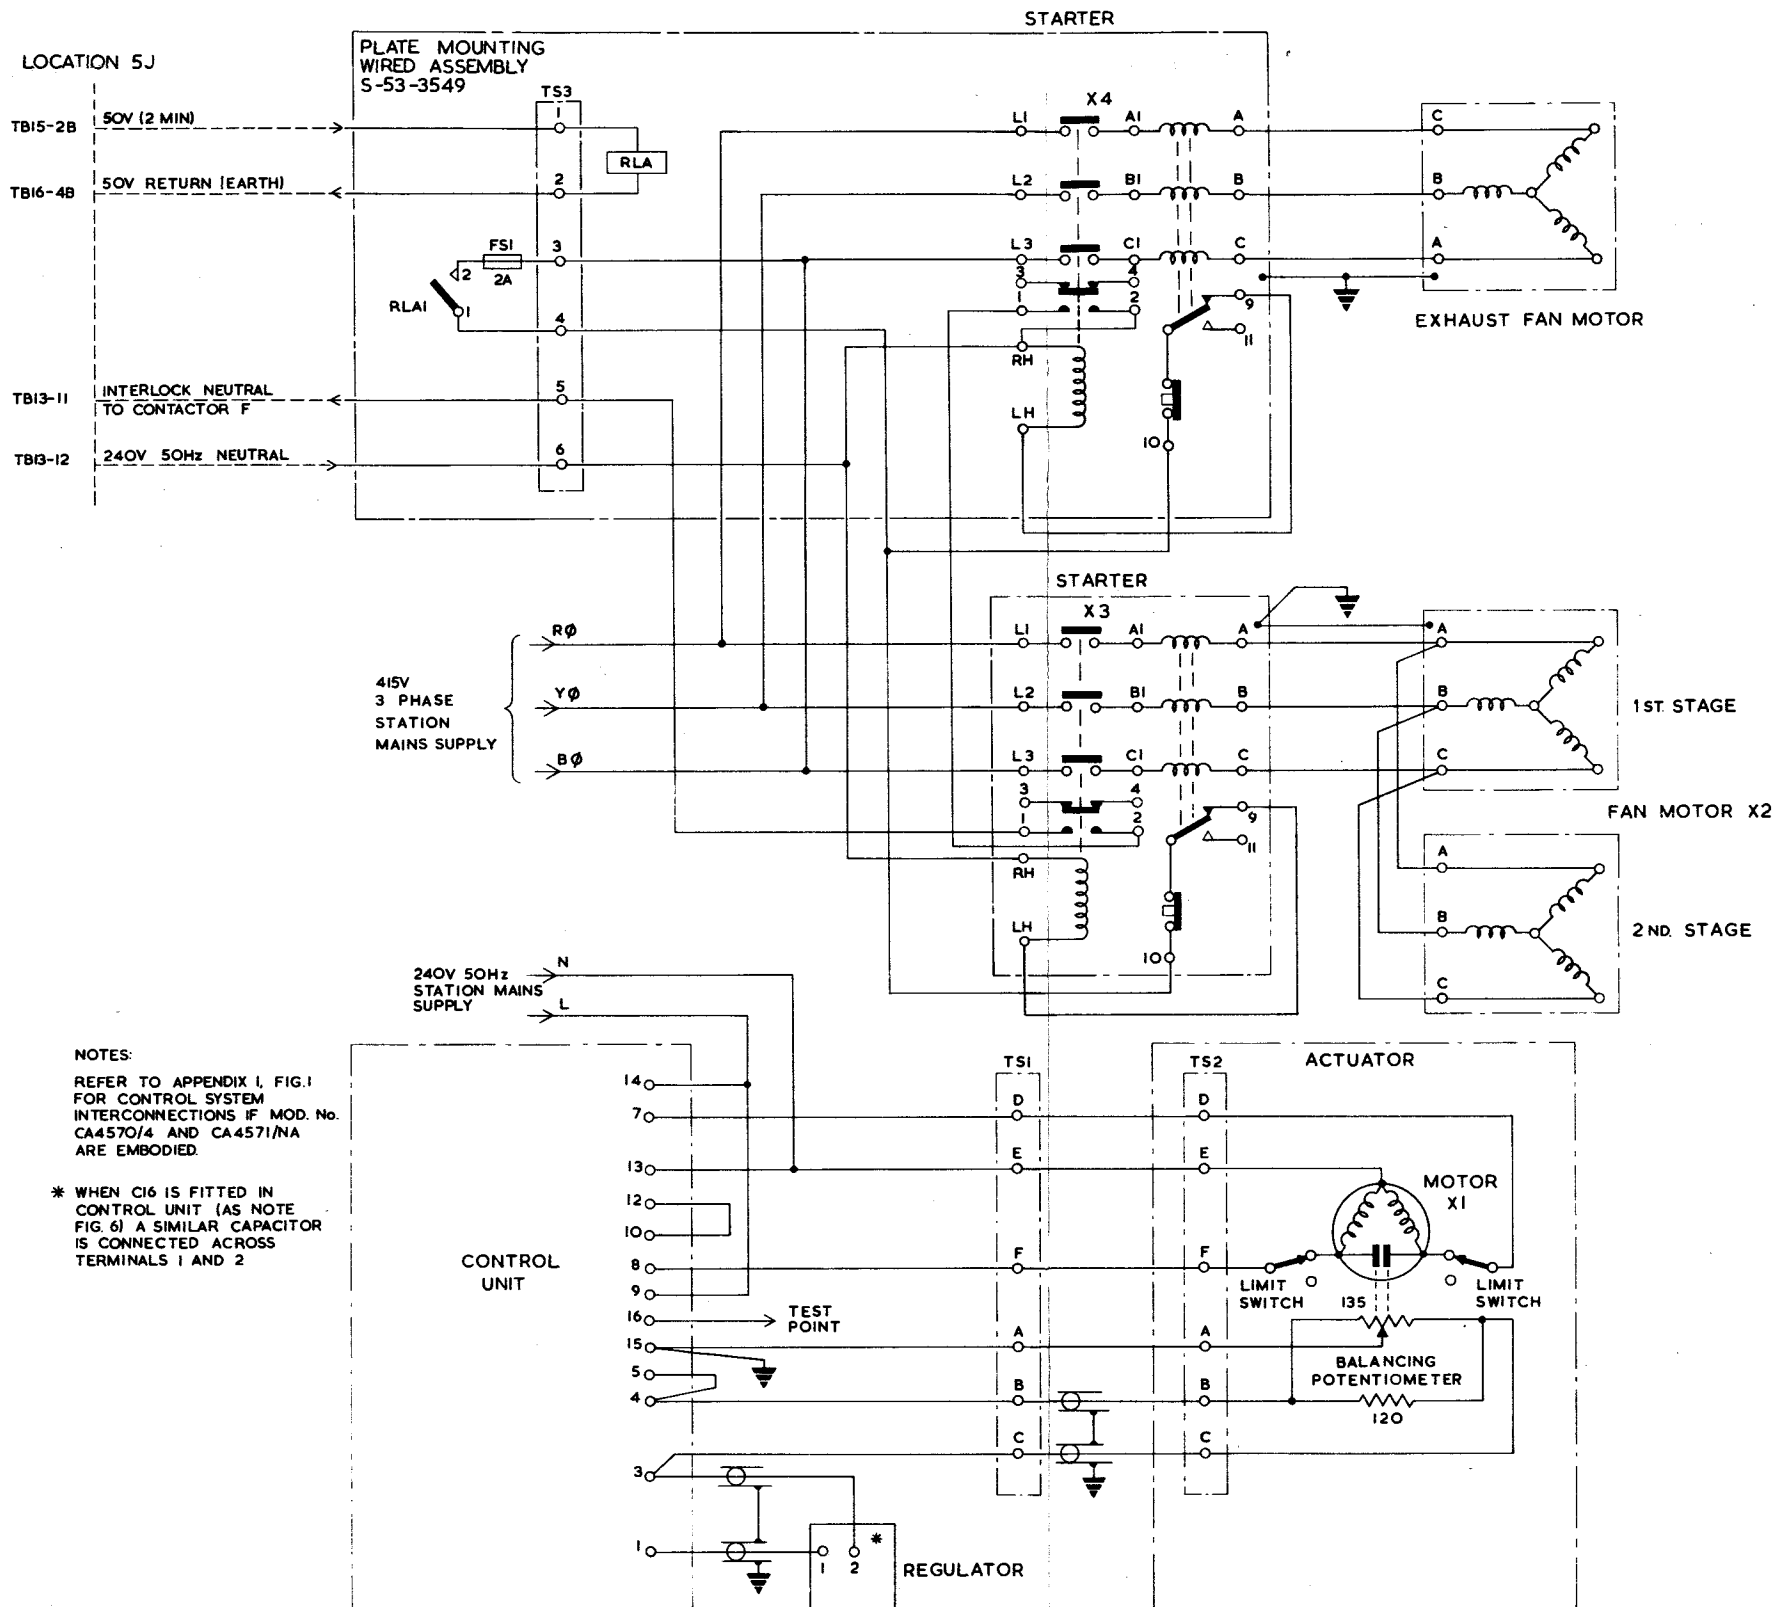 STARTER
LOCATION 5J
PLATE MOUNTING
WIRED ASSEMBLY
S-53-3549
TS3
X4
TB15-2B
50V (2 MIN)
1
L1
A1
A
C
RLA
TB16-4B
50V RETURN (EARTH)
2
L2
B1
B
B
FS1
3
L3
C1
C
A
2
2A
3
4
RLA1
1
1
2
9
4
11
RH
EXHAUST FAN MOTOR
TB13-11
INTERLOCK NEUTRAL
TO CONTACTOR F
5
LH
10
TB13-12
240V 50Hz NEUTRAL
6
STARTER
X3
RØ
L1
A1
A
A
415V
3 PHASE
STATION
MAINS SUPPLY
YØ
L2
B1
B
B
1ST. STAGE
BØ
L3
C1
C
C
3
4
1
2
9
11
FAN MOTOR X2
RH
A
LH
B
2ND. STAGE
10
C
240V 50Hz
STATION MAINS
SUPPLY
N
L
NOTES:
REFER TO APPENDIX 1, FIG.1
FOR CONTROL SYSTEM
INTERCONNECTIONS IF MOD. No.
CA4570/4 AND CA4571/NA
ARE EMBODIED.
* WHEN C16 IS FITTED IN
CONTROL UNIT (AS NOTE
FIG. 6) A SIMILAR CAPACITOR
IS CONNECTED ACROSS
TERMINALS 1 AND 2
CONTROL
UNIT
14
7
13
12
10
8
9
16
15
5
4
3
1
TEST
POINT
TS1
D
E
F
A
B
C
TS2
D
E
F
A
B
C
ACTUATOR
MOTOR
X1
LIMIT
SWITCH
LIMIT
SWITCH
135
BALANCING
POTENTIOMETER
120
*
1
2
REGULATOR